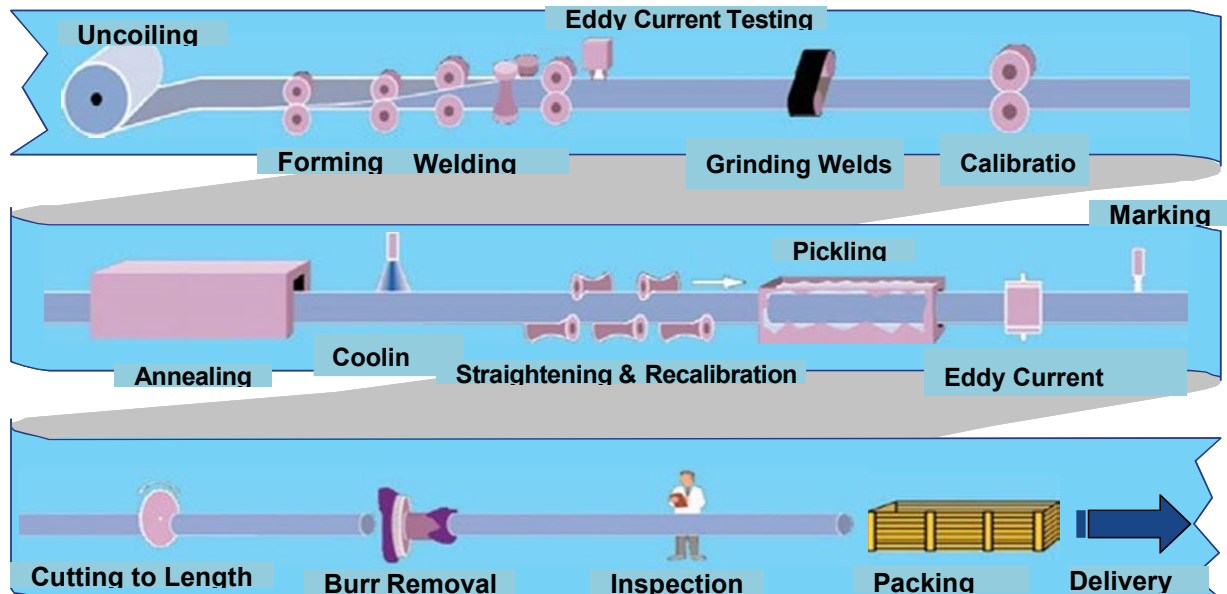 Eddy Current Testing
Uncoiling
Forming
Welding
Grinding Welds
Calibratio
Marking
Pickling
Coolin
Annealing
Straightening & Recalibration
Eddy Current
Cutting to Length
Burr Removal
Inspection
Packing
Delivery